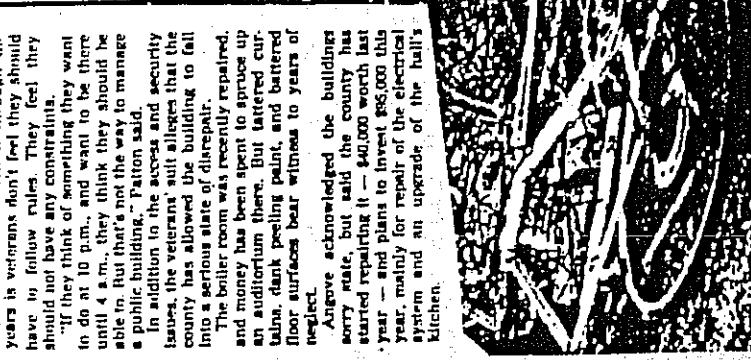 years is veterans don't feel they should
have to follow rules. They feel they
should not have any constraints.
"If they think of something they want
to do at 10 p.m., and want to be there
until 4 a.m., they think they should be
able to. But that's not the way to manage
a public building," Patton said.
In addition to the access and security
issues, the veterans' suit alleges that the
county has allowed the building to fall
into a serious state of disrepair.
The boiler room was recently repaired,
and money has been spent to spruce up
an auditorium there. But tattered cur-
tains, dank peeling paint, and battered
floor surfaces bear witness to years of
neglect.
Angove acknowledged the buildings
sorry state, but said the county has
started repairing it — $40,000 worth last
year — and plans to invent $95,000 this
year, mainly for repair of the electrical
system and an upgrade of the hall's
kitchen.